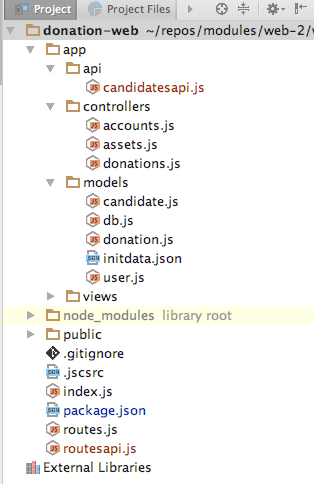 Project Project Files
donation-web ~/repos/modules/web-2/
app
api
candidatesapi.js
controllers
accounts.js
assets.js
donations.js
models
candidate.js
db.js
donation.js
initdata.json
user.js
views
node_modules library root
public
.gitignore
.jscsrc
index.js
package.json
routes.js
routesapi.js
External Libraries